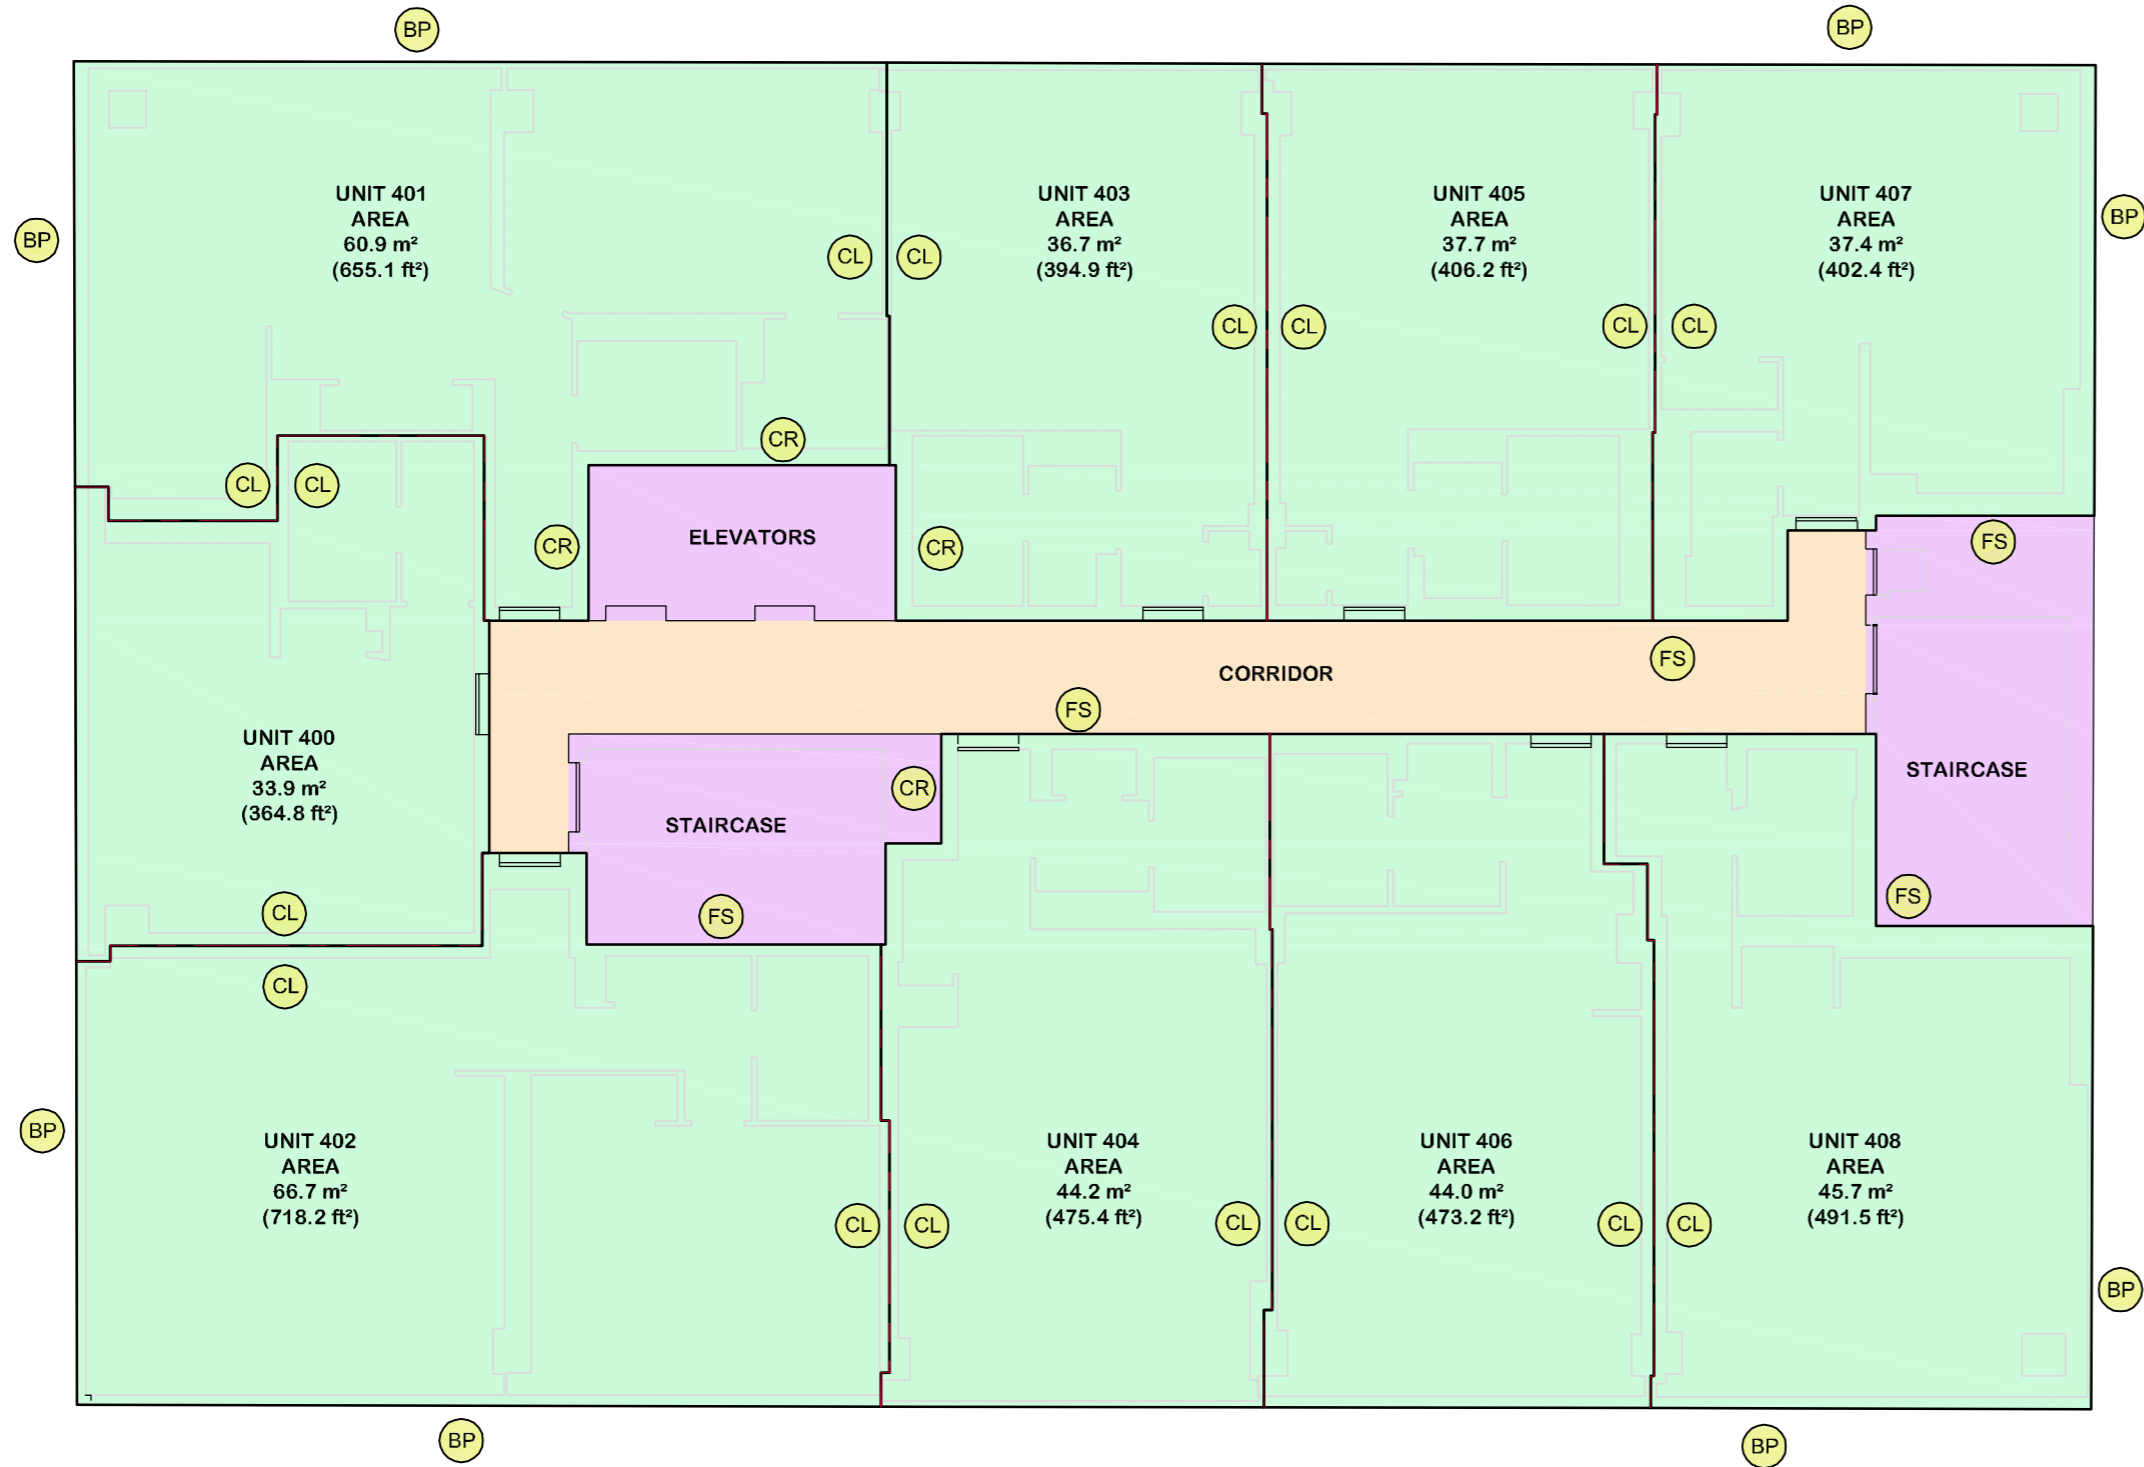 BP
BP
BP
BP
UNIT 401
AREA
60.9 m²
(655.1 ft²)
UNIT 403
AREA
36.7 m²
(394.9 ft²)
UNIT 405
AREA
37.7 m²
(406.2 ft²)
UNIT 407
AREA
37.4 m²
(402.4 ft²)
CL
CL
CL
CL
CL
CL
CR
CL
CL
CR
ELEVATORS
CR
FS
CORRIDOR
FS
FS
UNIT 400
AREA
33.9 m²
(364.8 ft²)
STAIRCASE
CR
STAIRCASE
FS
CL
FS
CL
BP
UNIT 402
AREA
66.7 m²
(718.2 ft²)
UNIT 404
AREA
44.2 m²
(475.4 ft²)
UNIT 406
AREA
44.0 m²
(473.2 ft²)
UNIT 408
AREA
45.7 m²
(491.5 ft²)
CL
CL
CL
CL
CL
CL
BP
BP
BP